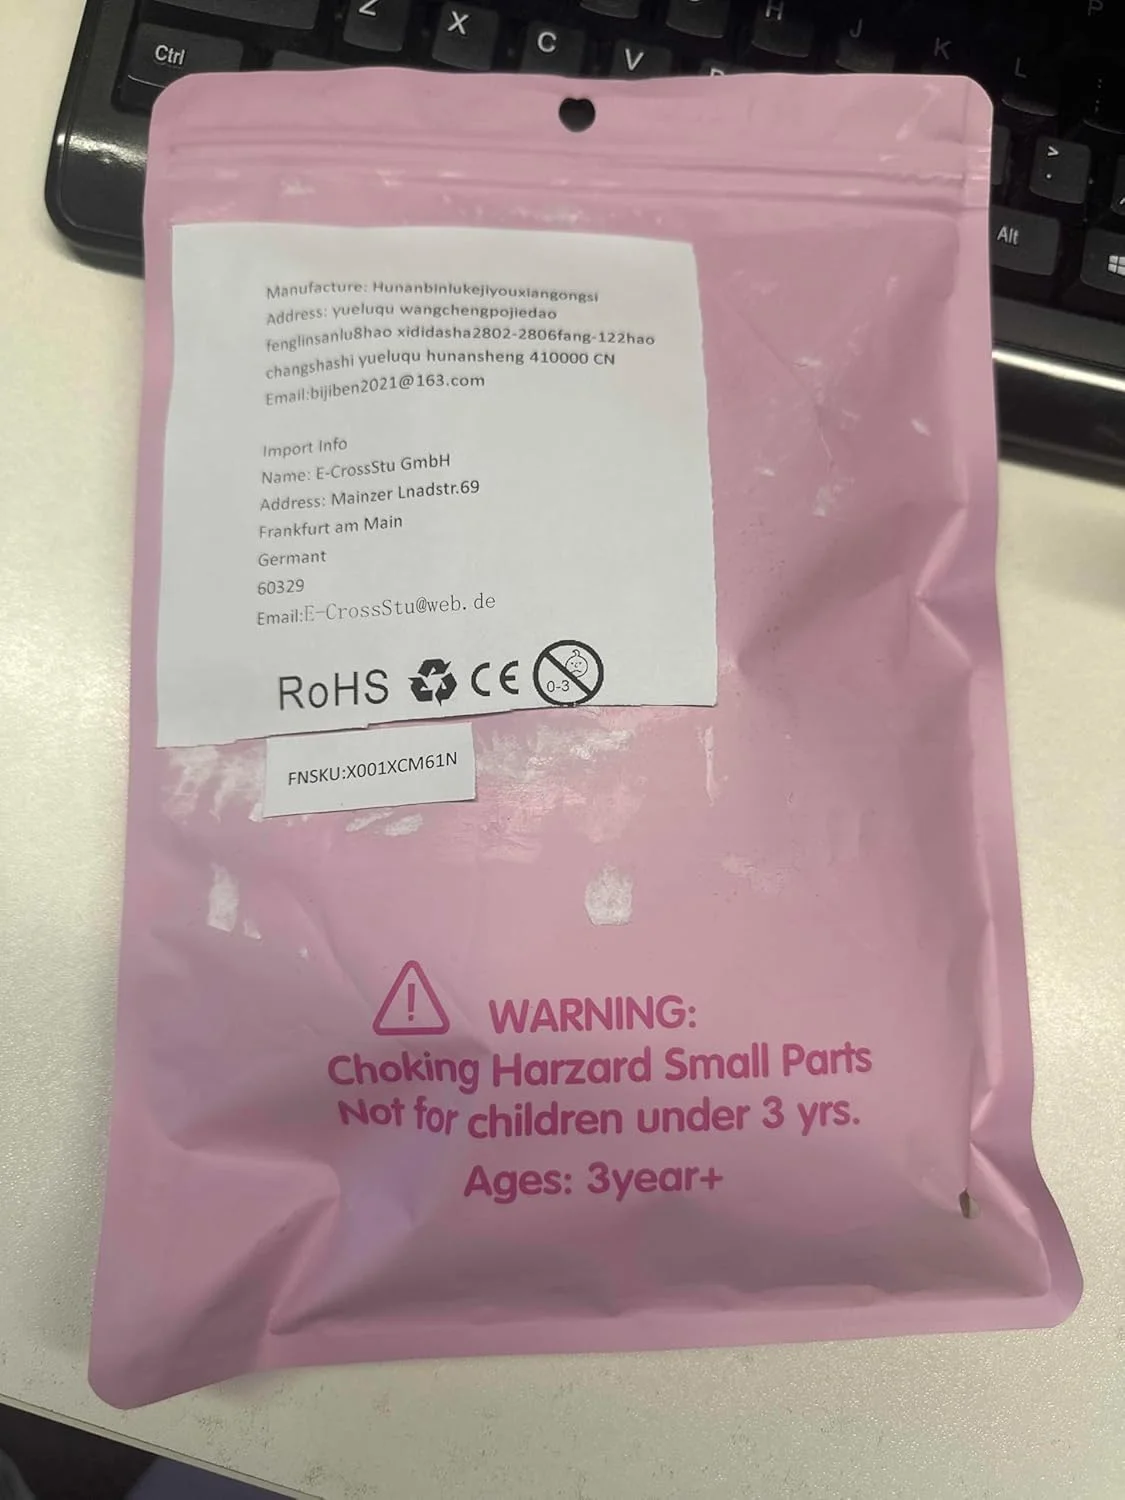 Z X C V H J K L P
Ctrl
Alt
Manufacture: Hunanbinlukejiyouxiangongsi
Address: yueluqu wangchengpojiedao
fenglinsanlu8hao xididasha2802-2806fang-122hao
changshashi yueluqu hunansheng 410000 CN
Email:bijiben2021@163.com
Import Info
Name: E-CrossStu GmbH
Address: Mainzer Lnadstr.69
Frankfurt am Main
Germant
60329
Email:E-CrossStu@web.de
RoHS CE 0-3
FNSKU:X001XCM61N
WARNING:
Choking Harzard Small Parts
Not for children under 3 yrs.
Ages: 3year+